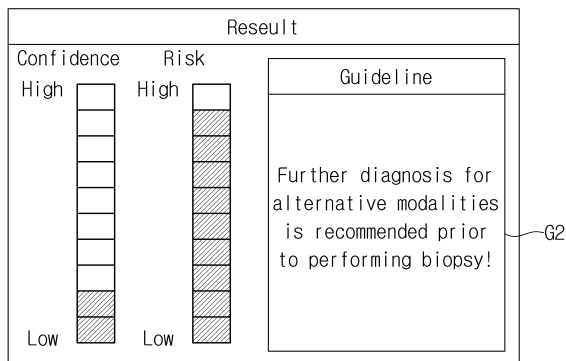 Reseult
Confidence
Risk
High
High
Low
Low
Guideline
Further diagnosis for
alternative modalities
is recommended prior
to performing biopsy!
G2